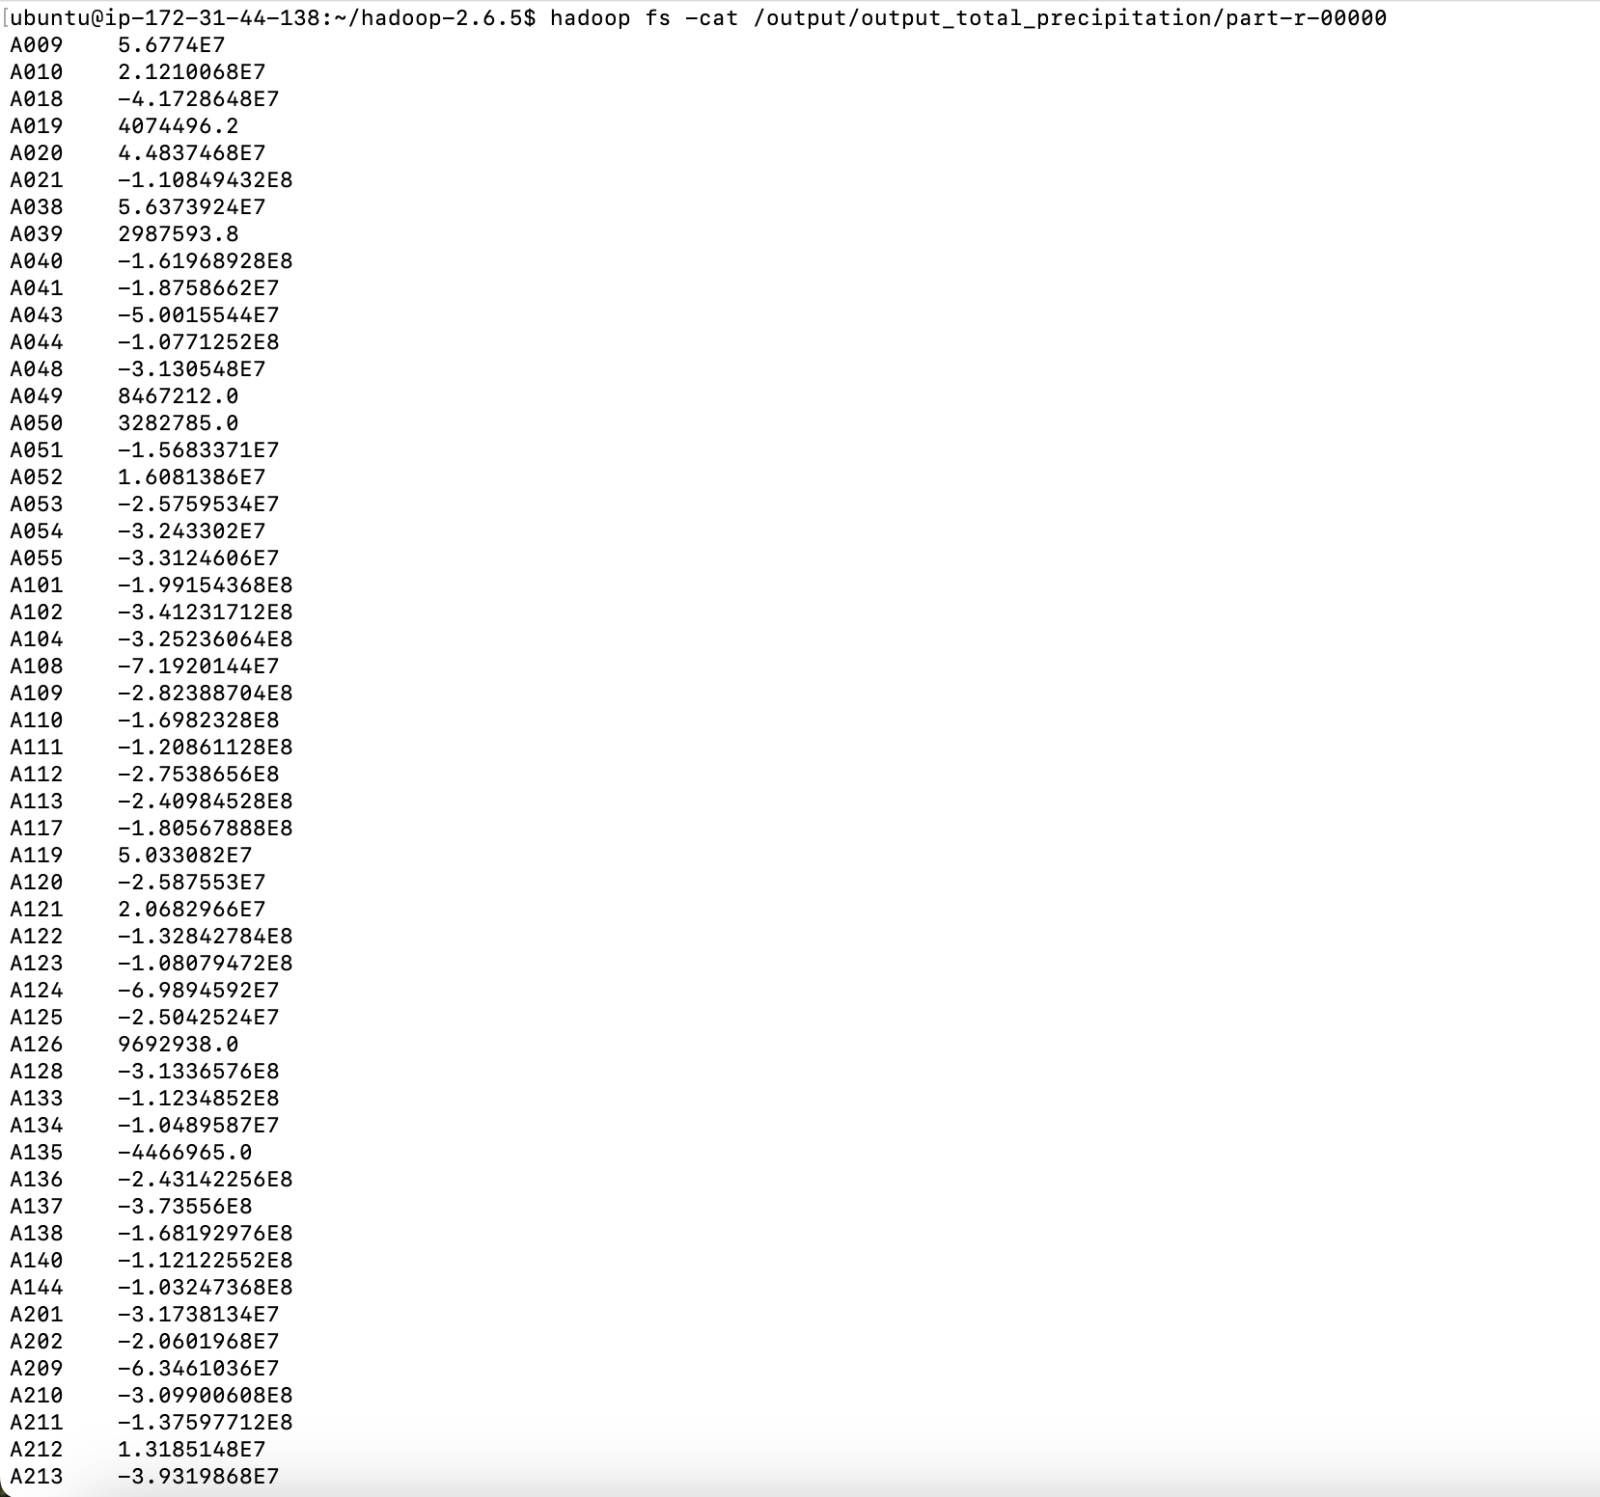 [ubuntu@ip-172-31-44-138:~/hadoop-2.6.5$ hadoop fs -cat /output/output_total_precipitation/part-r-00000
A009 5.6774E7
A010 2.1210068E7
A018 -4.1728648E7
A019 4074496.2
A020 4.4837468E7
A021 -1.10849432E8
A038 5.6373924E7
A039 2987593.8
A040 -1.61968928E8
A041 -1.8758662E7
A043 -5.0015544E7
A044 -1.0771252E8
A048 -3.130548E7
A049 8467212.0
A050 3282785.0
A051 -1.5683371E7
A052 1.6081386E7
A053 -2.5759534E7
A054 -3.243302E7
A055 -3.3124606E7
A101 -1.99154368E8
A102 -3.41231712E8
A104 -3.25236064E8
A108 -7.1920144E7
A109 -2.82388704E8
A110 -1.6982328E8
A111 -1.20861128E8
A112 -2.7538656E8
A113 -2.40984528E8
A117 -1.80567888E8
A119 5.033082E7
A120 -2.587553E7
A121 2.0682966E7
A122 -1.32842784E8
A123 -1.08079472E8
A124 -6.9894592E7
A125 -2.5042524E7
A126 9692938.0
A128 -3.1336576E8
A133 -1.1234852E8
A134 -1.0489587E7
A135 -4466965.0
A136 -2.43142256E8
A137 -3.73556E8
A138 -1.68192976E8
A140 -1.12122552E8
A144 -1.03247368E8
A201 -3.1738134E7
A202 -2.0601968E7
A209 -6.3461036E7
A210 -3.09900608E8
A211 -1.37597712E8
A212 1.3185148E7
A213 -3.9319868E7